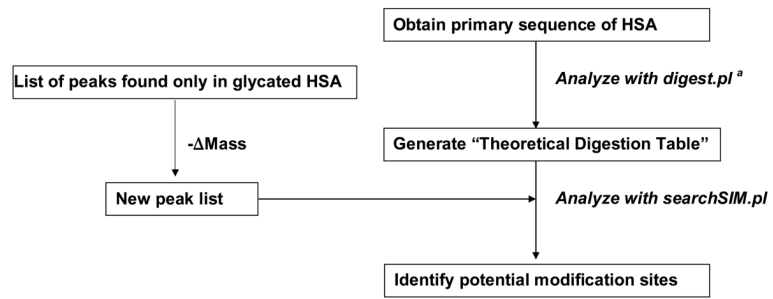 Obtain primary sequence of HSA
List of peaks found only in glycated HSA
Analyze with digest.pl a
-ΔMass
Generate “Theoretical Digestion Table”
New peak list
Analyze with searchSIM.pl
Identify potential modification sites